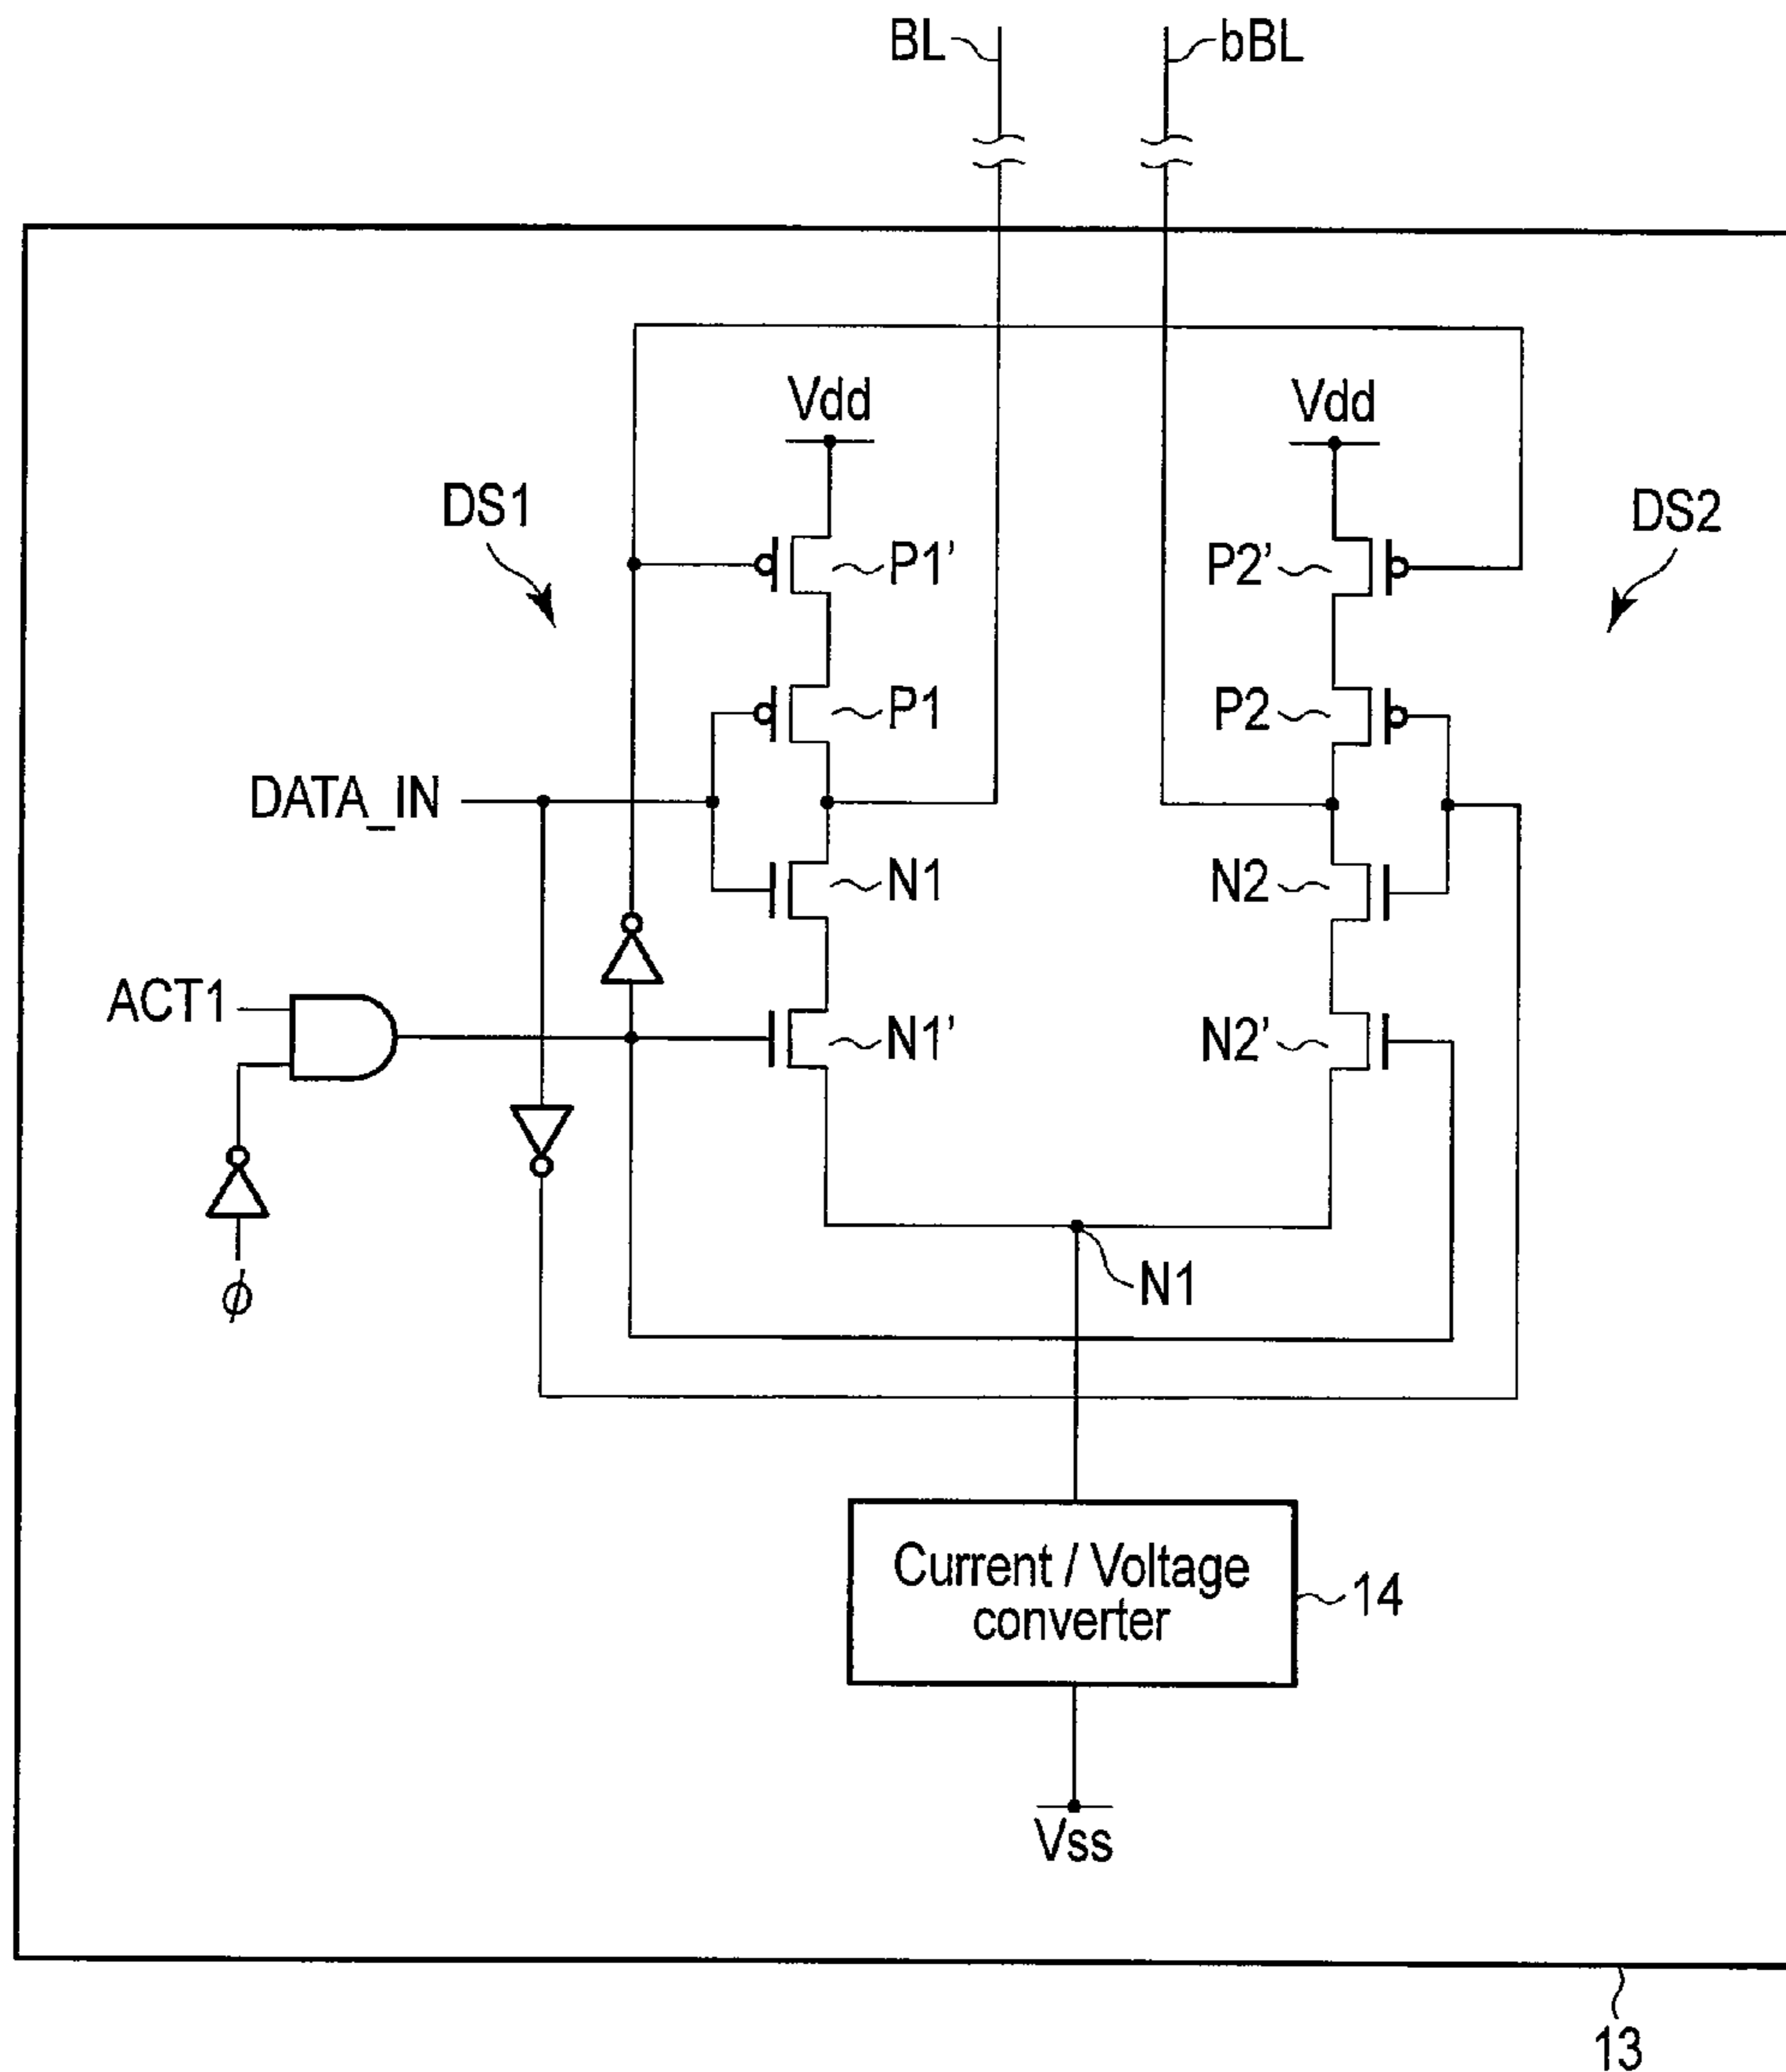 BL
bBL
Vdd
Vdd
DS1
DS2
P1’
P2’
P1
P2
DATA_IN
N1
N2
ACT1
N1’
N2’
N1
ϕ
Current / Voltage
converter
14
Vss
13